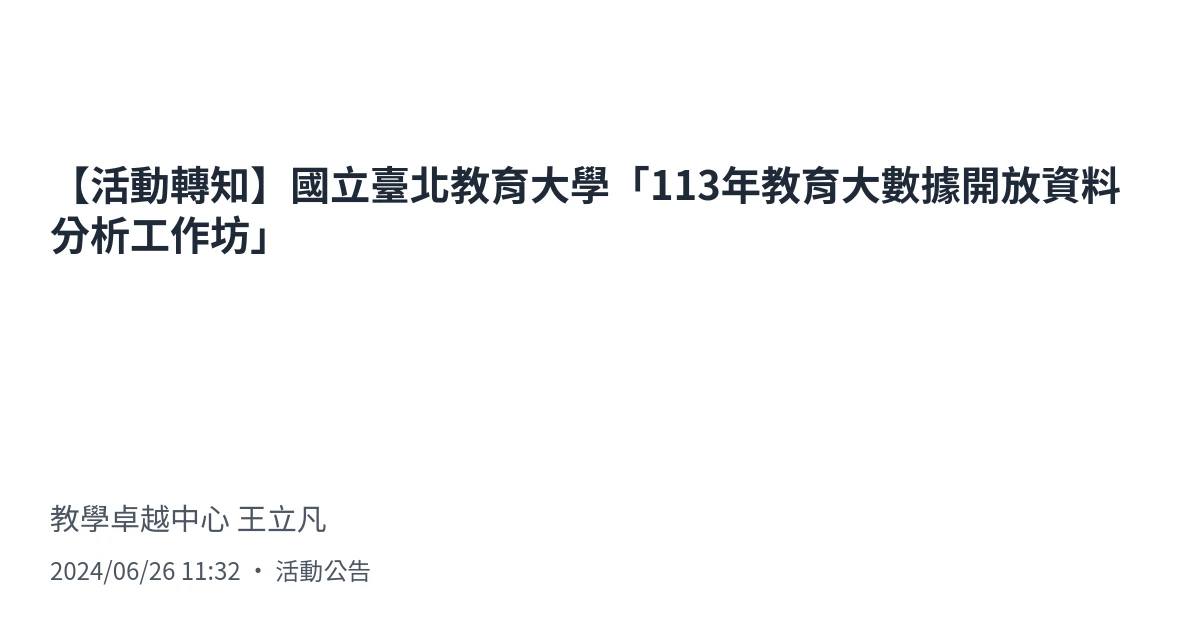 【活動轉知】國立臺北教育大學「113年教育大數據開放資料
分析工作坊」
教學卓越中心 王立凡
2024/06/26 11:32 • 活動公告